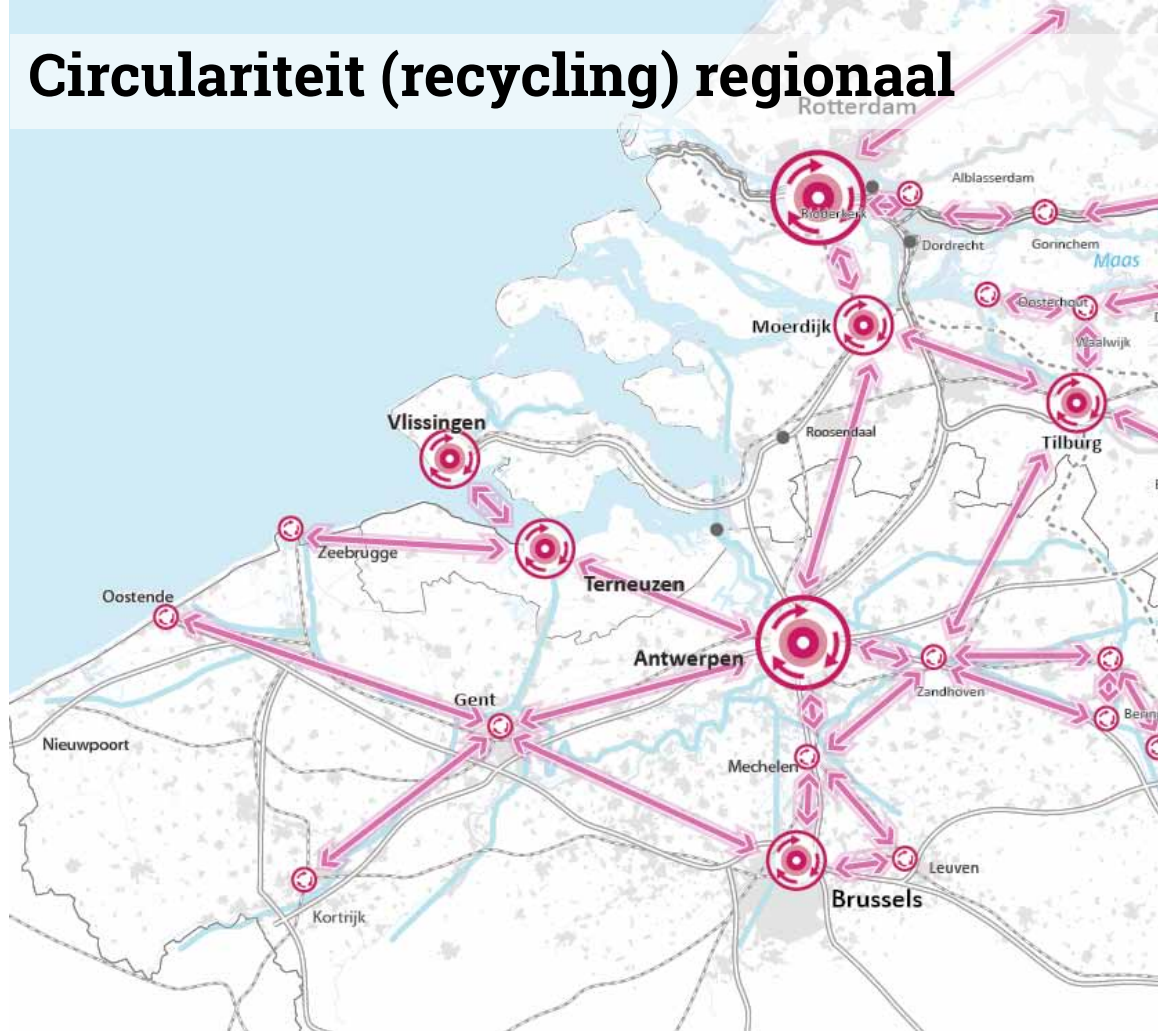 Circulariteit (recycling) regionaal
Rotterdam
Alblasserdam
Ridderkerk
Dordrecht
Gorinchem
Maas
Oosterhout
Moerdijk
Waalwijk
Vlissingen
Roosendaal
Tilburg
Zeebrugge
Terneuzen
Oostende
Antwerpen
Zandhoven
Gent
Nieuwpoort
Mechelen
Leuven
Brussels
Kortrijk